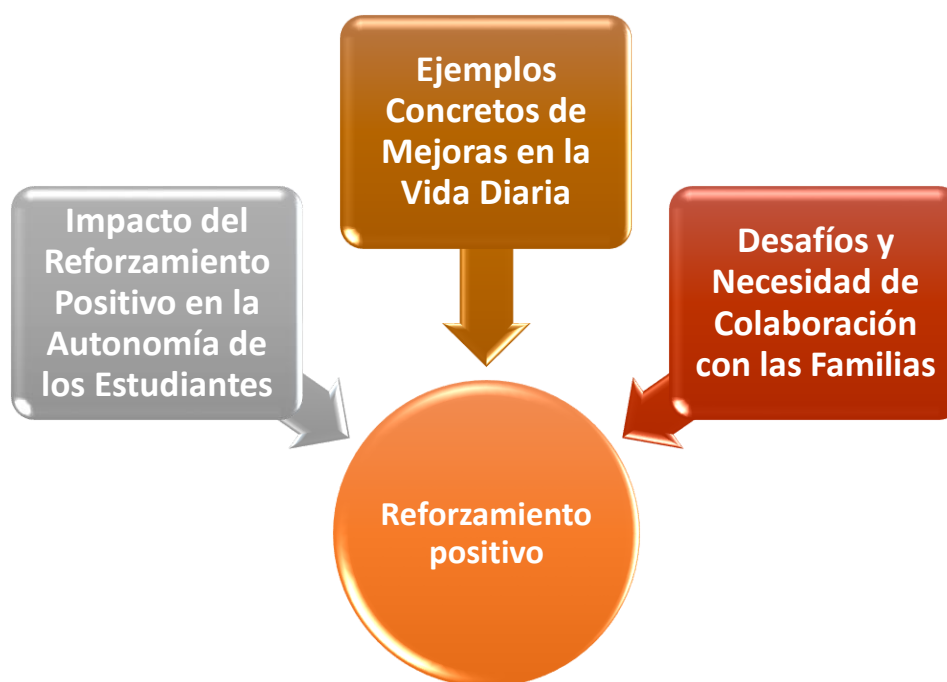 Impacto del
Reforzamiento
Positivo en la
Autonomía de
los Estudiantes
Ejemplos
Concretos de
Mejoras en la
Vida Diaria
Desafíos y
Necesidad de
Colaboración
con las Familias
Reforzamiento
positivo